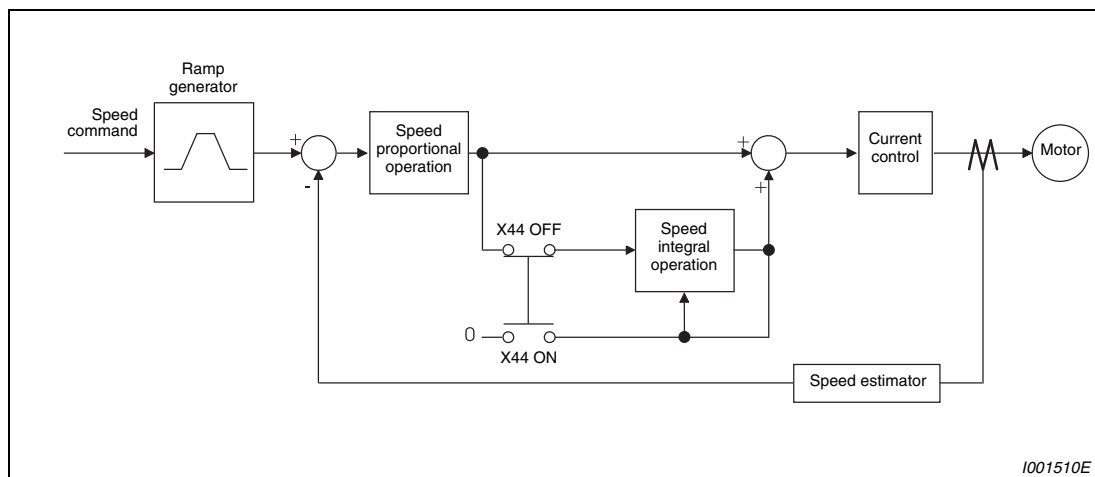 Ramp
generator
Speed
command
+
-
Speed
proportional
operation
+
+
Current
control
Motor
X44 OFF
Speed
integral
operation
0
X44 ON
Speed estimator
I001510E